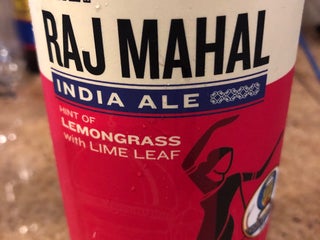 RAJ MAHAL
INDIA ALE
HINT OF
LEMONGRASS
with LIME LEAF